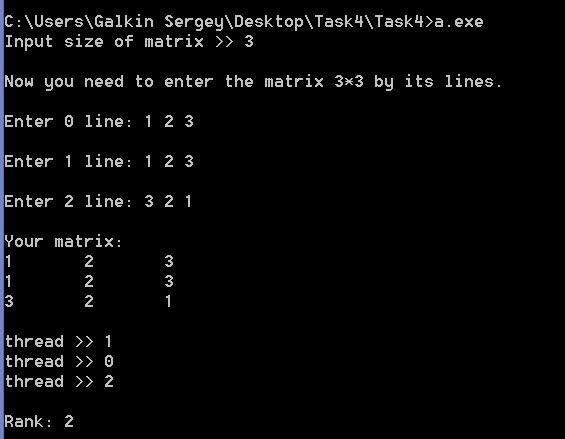 C:\Users\Galkin Sergey\Desktop\Task4\Task4>a.exe
Input size of matrix >> 3
Now you need to enter the matrix 3*3 by its lines.
Enter 0 line: 1 2 3
Enter 1 line: 1 2 3
Enter 2 line: 3 2 1
Your matrix:
1 2 3
1 2 3
3 2 1
thread >> 1
thread >> 0
thread >> 2
Rank: 2